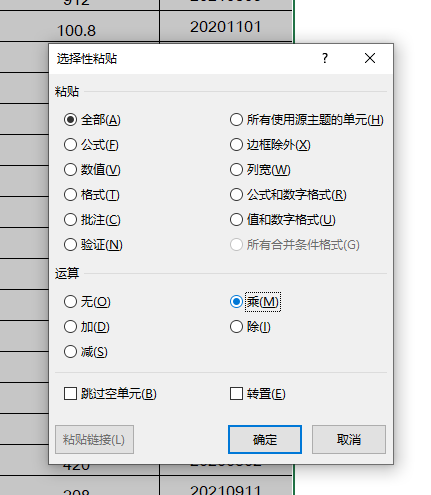 100.8 20201101
选择性粘贴 ?
粘贴
全部(A) 所有使用源主题的单元(H)
公式(F) 边框除外(X)
数值(V) 列宽(W)
格式(T) 公式和数字格式(R)
批注(C) 值和数字格式(U)
验证(N) 所有合并条件格式(G)
运算
无(O) 乘(M)
加(D) 除(I)
减(S)
跳过空单元(B) 转置(E)
粘贴链接(L) 确定 取消
20210911